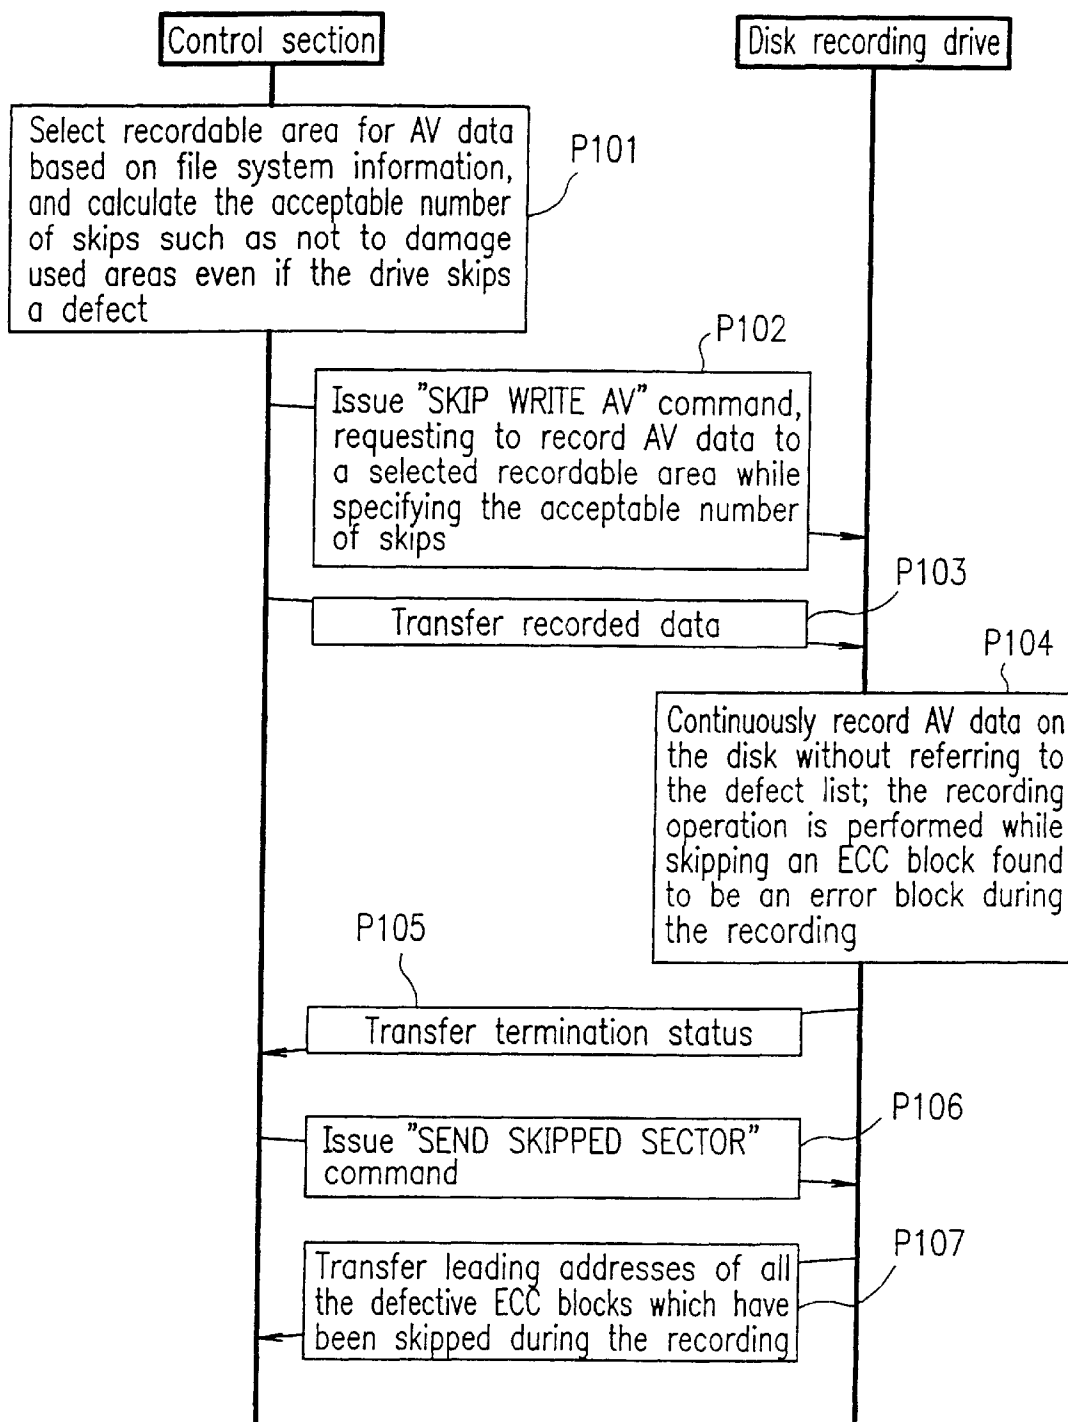 Control section
Disk recording drive
Select recordable area for AV data
based on file system information,
and calculate the acceptable number
of skips such as not to damage
used areas even if the drive skips
a defect
P101
P102
Issue "SKIP WRITE AV" command,
requesting to record AV data to
a selected recordable area while
specifying the acceptable number
of skips
P103
Transfer recorded data
P104
Continuously record AV data on
the disk without referring to
the defect list; the recording
operation is performed while
skipping an ECC block found
to be an error block during
the recording
P105
Transfer termination status
P106
Issue "SEND SKIPPED SECTOR"
command
P107
Transfer leading addresses of all
the defective ECC blocks which have
been skipped during the recording